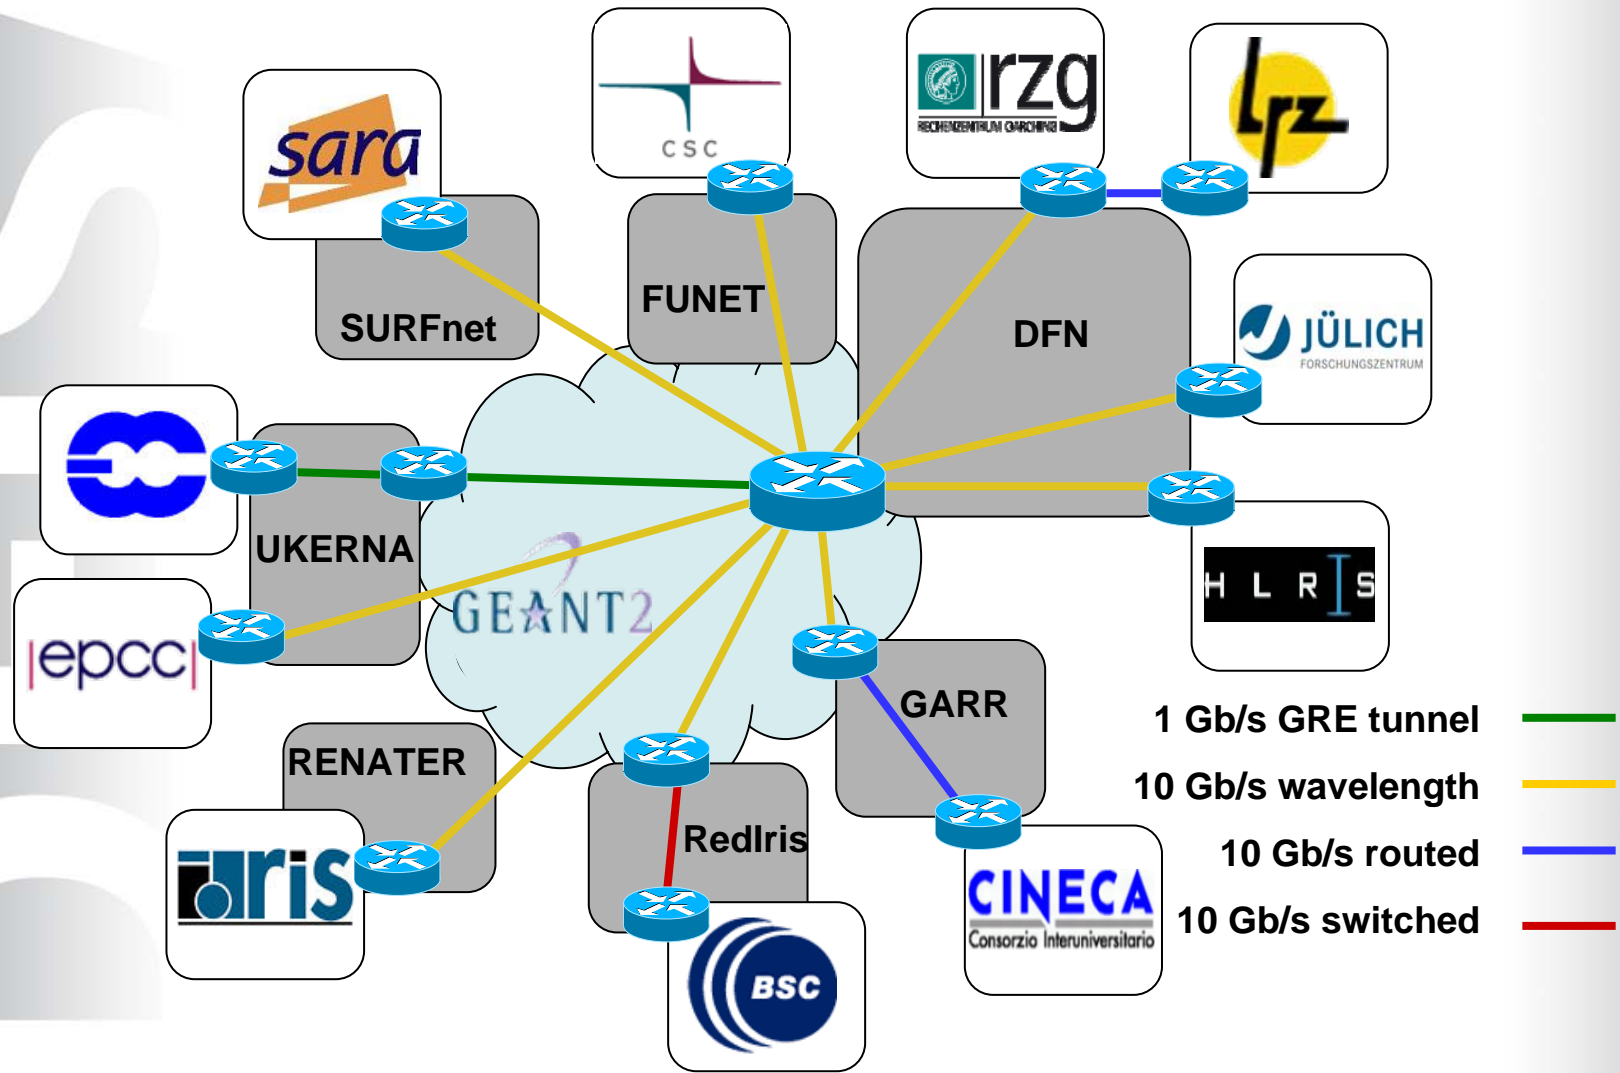 CSC
rzg
RECHENZENTRUM GARCHING
lrz
sara
JÜLICH
FORSCHUNGSZENTRUM
SURFnet
FUNET
DFN
UKERNA
GEANT2
H L R I S
|epcc|
GARR
1 Gb/s GRE tunnel
RENATER
10 Gb/s wavelength
RedIris
10 Gb/s routed
idris
CINECA
Consorzio Interuniversitario
10 Gb/s switched
BSC